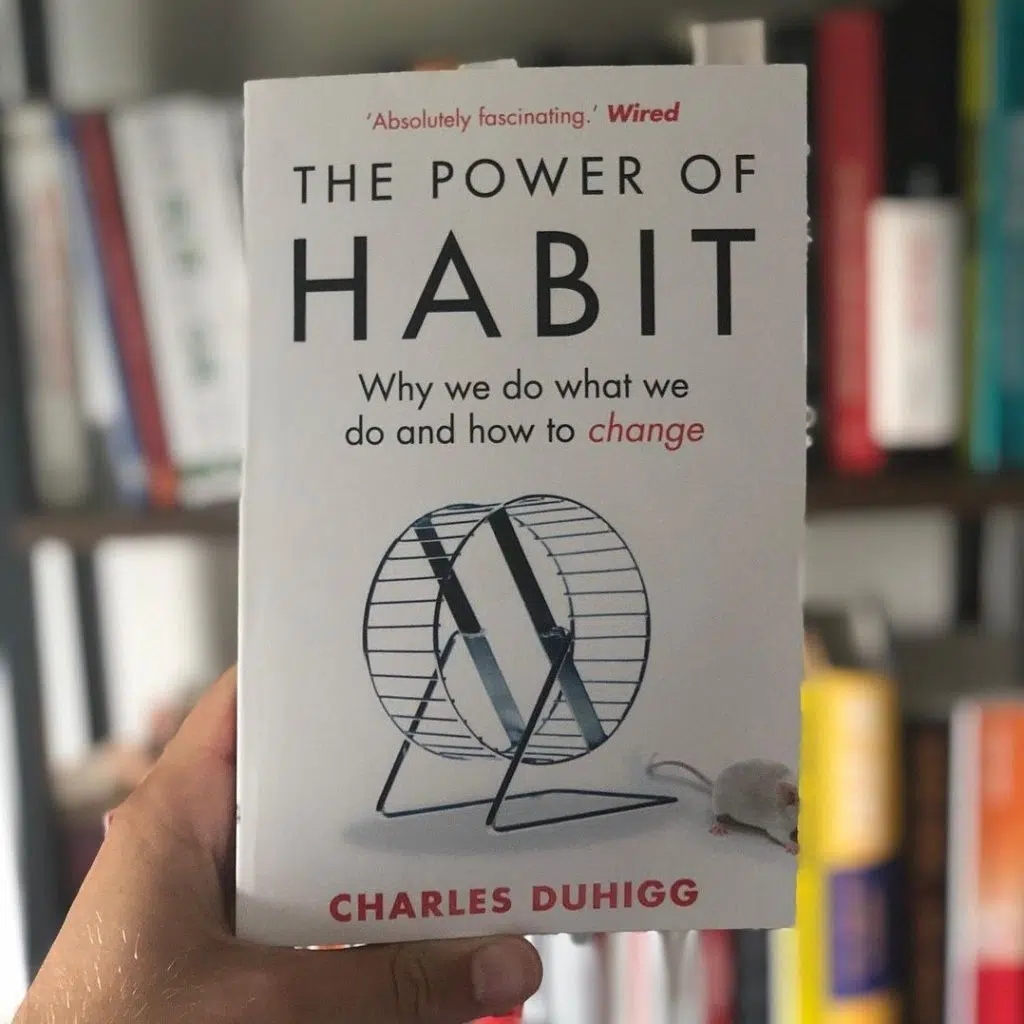 'Absolutely fascinating.' Wired
THE POWER OF
HABIT
Why we do what we
do and how to change
CHARLES DUHIGG